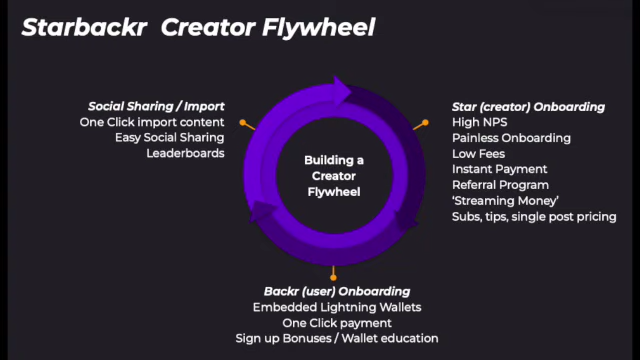 Starbackr Creator Flywheel
Social Sharing / Import
One Click import content
Easy Social Sharing
Leaderboards
Building a
Creator
Flywheel
Star (creator) Onboarding
High NPS
Painless Onboarding
Low Fees
Instant Payment
Referral Program
‘Streaming Money’
Subs, tips, single post pricing
Backr (user) Onboarding
Embedded Lightning Wallets
One Click payment
Sign up Bonuses / Wallet education